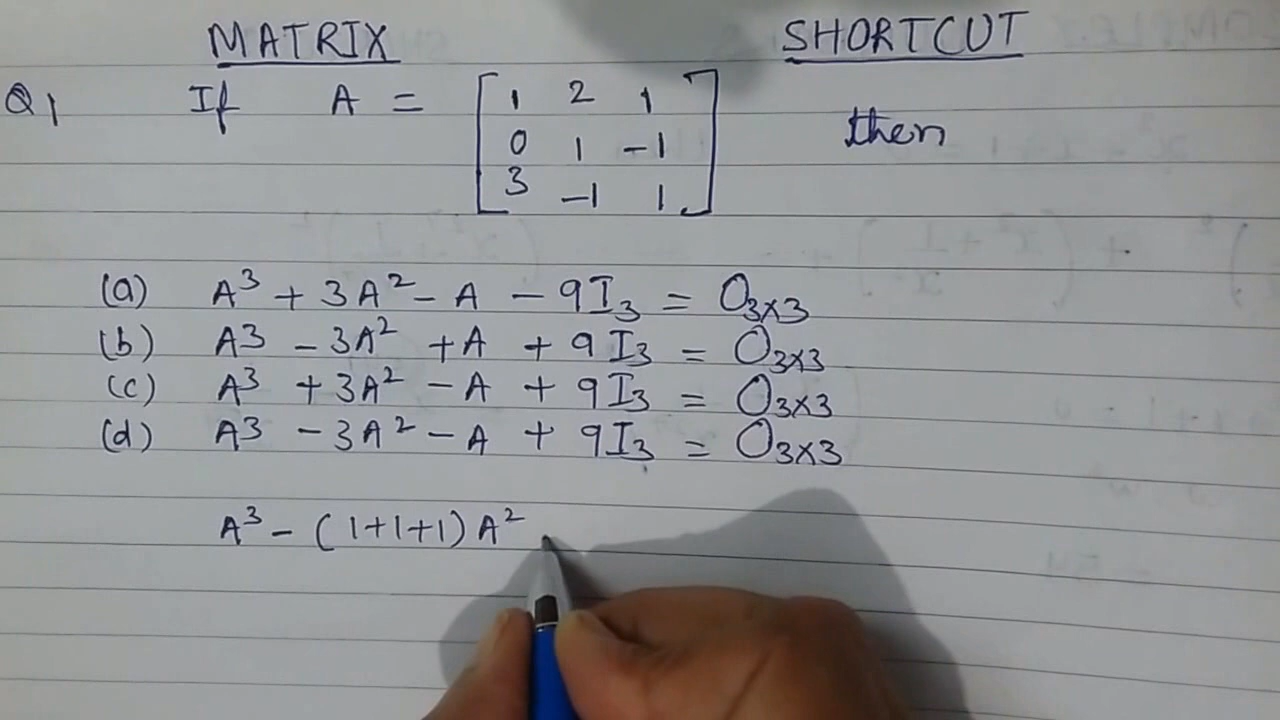 MATRIX SHORTCUT
Q1 If A = [ 1 2 1 then
0 1 -1
3 -1 1 ]
(a) A³ + 3A² - A - 9I₃ = O₃ₓ₃
(b) A³ - 3A² + A + 9I₃ = O₃ₓ₃
(c) A³ + 3A² - A + 9I₃ = O₃ₓ₃
(d) A³ - 3A² - A + 9I₃ = O₃ₓ₃
A³ - (1+1+1)A²